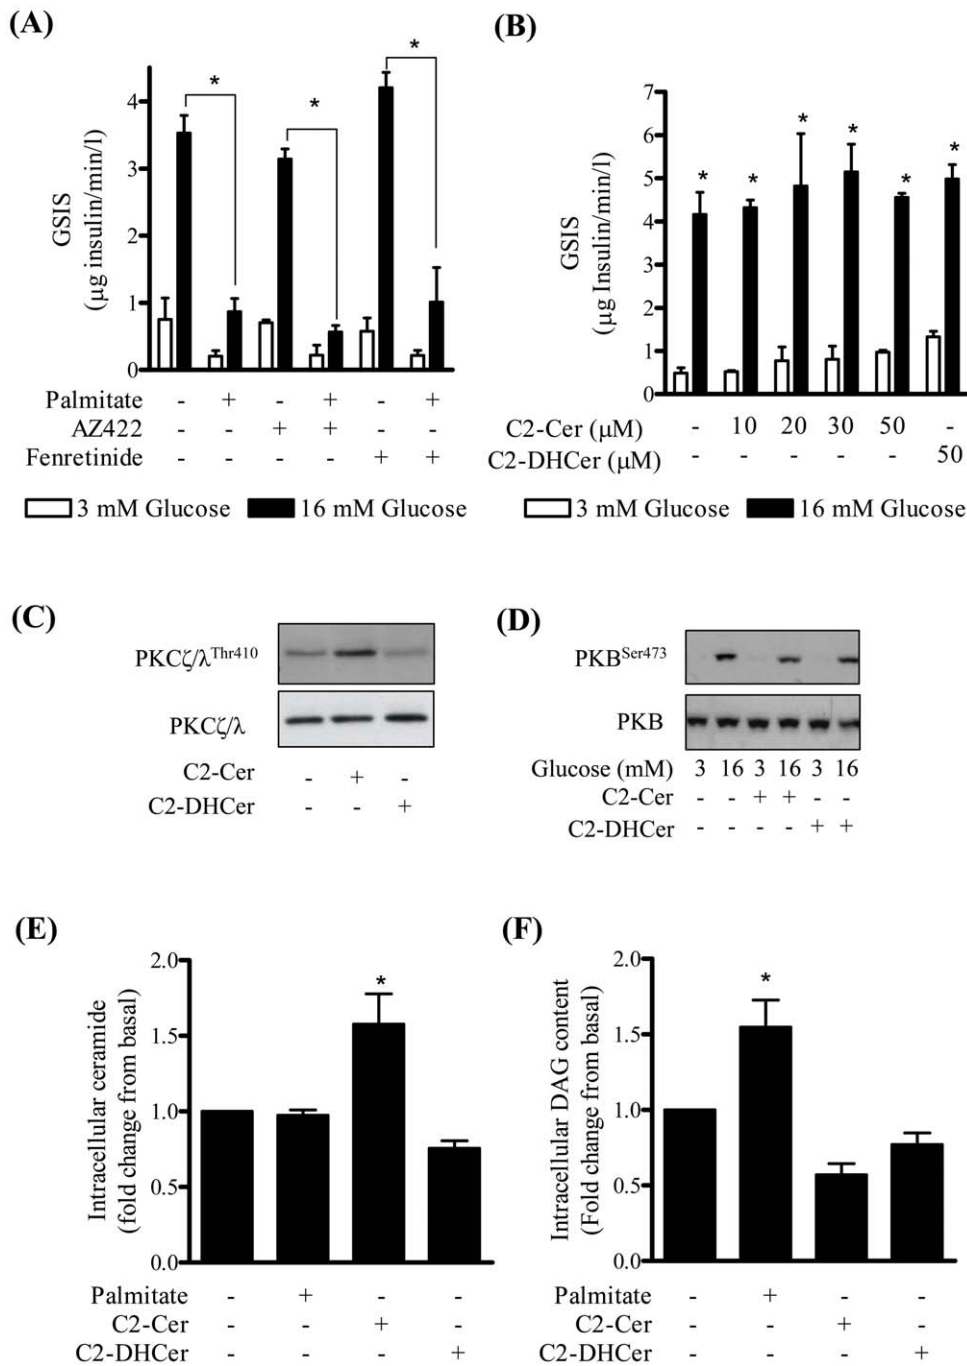 (A)
GSIS
(μg insulin/min/l)
4
3
2
1
0
* * *
Palmitate - + - + - +
AZ422 - - + + - -
Fenretinide - - - - + +
3 mM Glucose 16 mM Glucose
(B)
GSIS
(μg Insulin/min/l)
7
6
5
4
3
2
1
0
* * * * * *
C2-Cer (μM) - 10 20 30 50 -
C2-DHCer (μM) - - - - - 50
3 mM Glucose 16 mM Glucose
(C)
PKCζ/λThr410
PKCζ/λ
C2-Cer - + -
C2-DHCer - - +
(D)
PKBSer473
PKB
Glucose (mM) 3 16 3 16 3 16
C2-Cer - - + + - -
C2-DHCer - - - - + +
(E)
Intracellular ceramide
(fold change from basal)
2.0
1.5
1.0
0.5
0.0
*
Palmitate - + - -
C2-Cer - - + -
C2-DHCer - - - +
(F)
Intracellular DAG content
(Fold change from basal)
2.0
1.5
1.0
0.5
0.0
*
Palmitate - + - -
C2-Cer - - + -
C2-DHCer - - - +